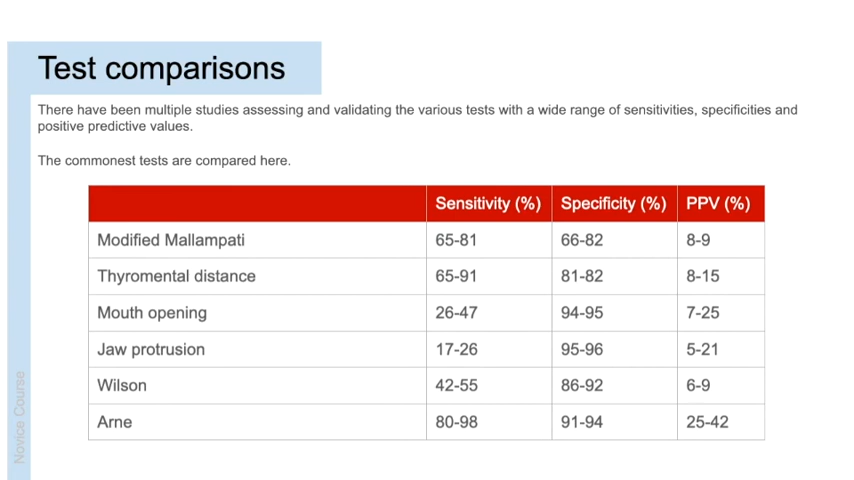 Test comparisons
There have been multiple studies assessing and validating the various tests with a wide range of sensitivities, specificities and
positive predictive values.
The commonest tests are compared here.
Sensitivity (%) Specificity (%) PPV (%)
Modified Mallampati 65-81 66-82 8-9
Thyromental distance 65-91 81-82 8-15
Mouth opening 26-47 94-95 7-25
Jaw protrusion 17-26 95-96 5-21
Wilson 42-55 86-92 6-9
Arne 80-98 91-94 25-42
Novice Course